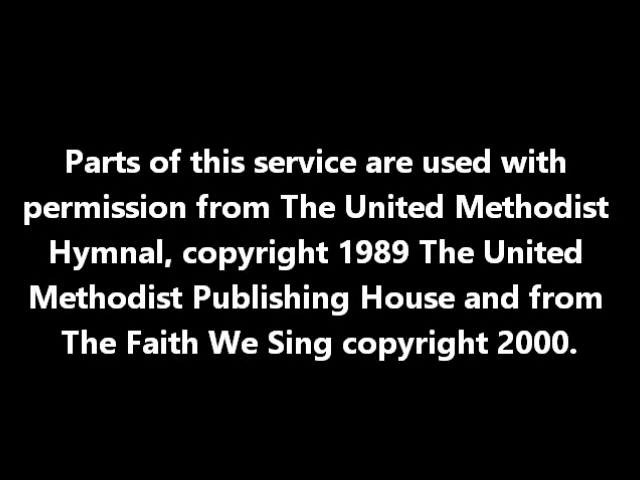 Parts of this service are used with
permission from The United Methodist
Hymnal, copyright 1989 The United
Methodist Publishing House and from
The Faith We Sing copyright 2000.